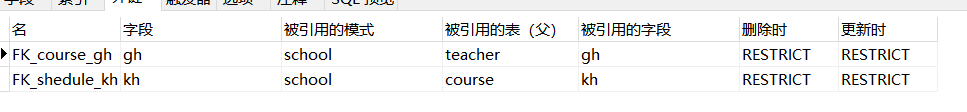 字段 索引 外键 触发器 选项 注释 SQL 预览
名 字段 被引用的模式 被引用的表（父） 被引用的字段 删除时 更新时
FK_course_gh gh school teacher gh RESTRICT RESTRICT
FK_shedule_kh kh school course kh RESTRICT RESTRICT